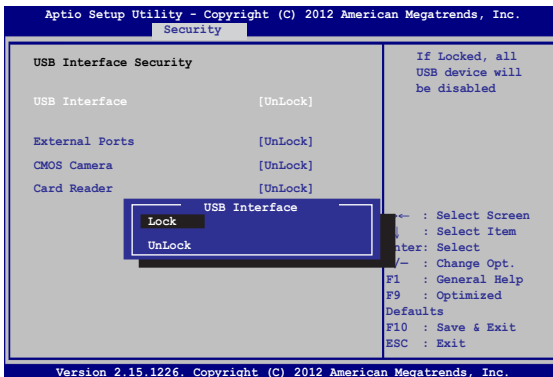 Aptio Setup Utility - Copyright (C) 2012 American Megatrends, Inc.
Security
USB Interface Security
USB Interface [UnLock]
External Ports [UnLock]
CMOS Camera [UnLock]
Card Reader [UnLock]
USB Interface
Lock
UnLock
If Locked, all
USB device will
be disabled
→← : Select Screen
: Select Item
nter: Select
/— : Change Opt.
F1 : General Help
F9 : Optimized
Defaults
F10 : Save & Exit
ESC : Exit
Version 2.15.1226. Copyright (C) 2012 American Megatrends, Inc.